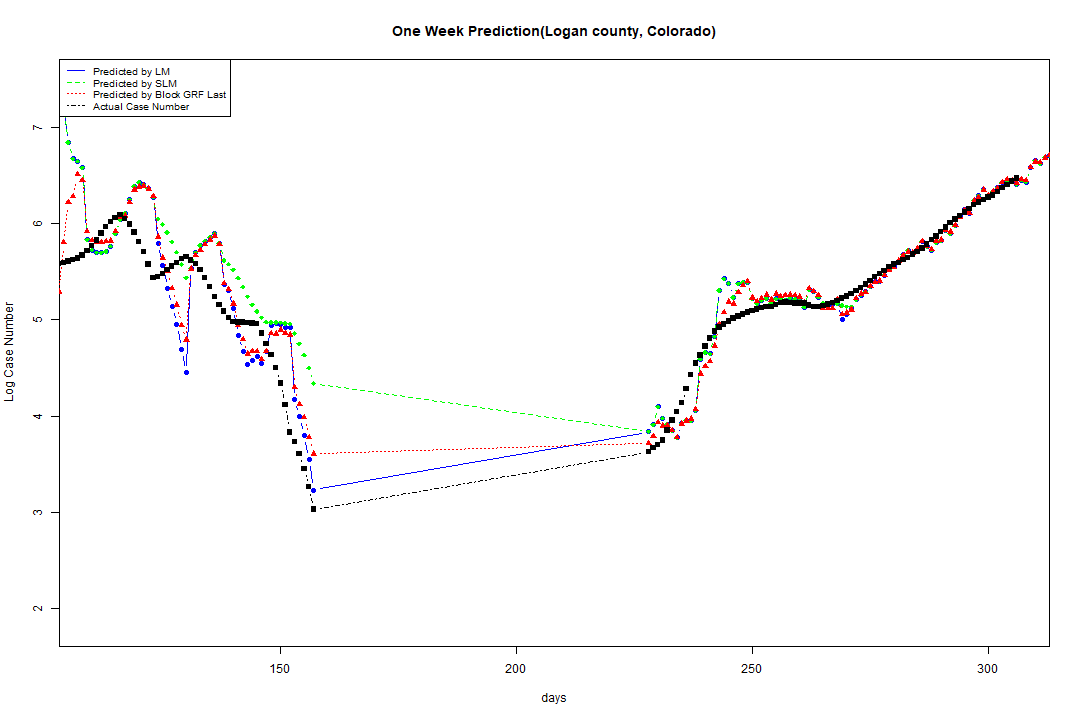 One Week Prediction(Logan county, Colorado)
Predicted by LM
Predicted by SLM
Predicted by Block GRF Last
Actual Case Number
7
6
5
4
3
2
Log Case Number
150 200 250 300
days